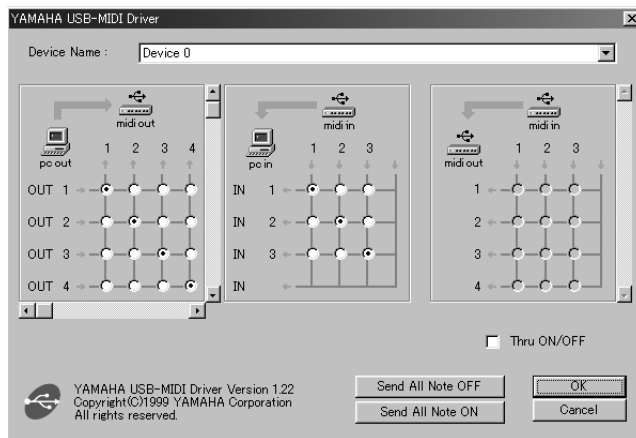 YAMAHA USB-MIDI Driver
Device Name :
Device 0
midi out
1 2 3 4
pc out
OUT 1
OUT 2
OUT 3
OUT 4
midi in
1 2 3
pc in
IN 1
IN 2
IN 3
IN
midi in
midi out
1 2 3
1
2
3
4
Thru ON/OFF
YAMAHA USB-MIDI Driver Version 1.22
Copyright(C)1999 YAMAHA Corporation
All rights reserved.
Send All Note OFF
Send All Note ON
OK
Cancel